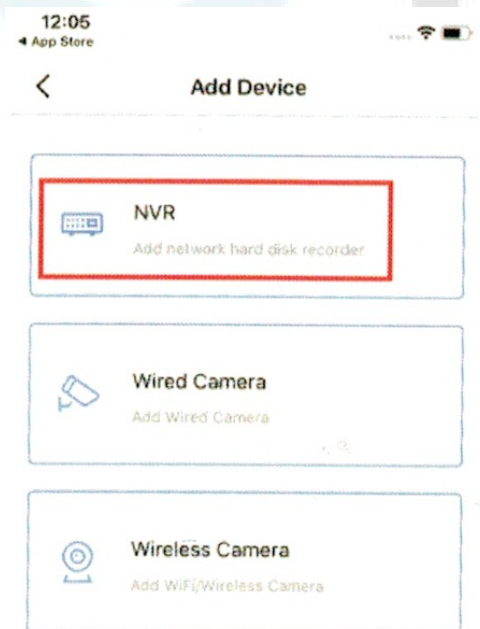 12:05
App Store
Add Device
NVR
Add network hard disk recorder
Wired Camera
Add Wired Camera
Wireless Camera
Add WiFi/Wireless Camera